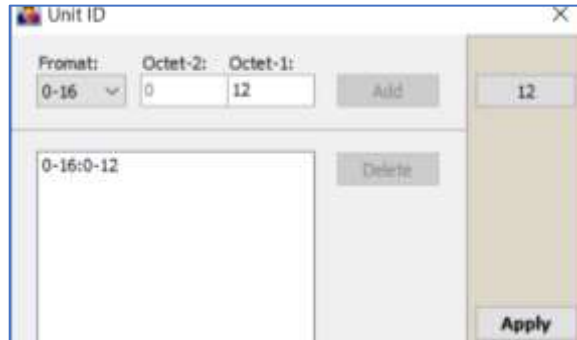 Unit ID
Fromat: Octet-2: Octet-1:
0-16 0 12 Add 12
0-16:0-12 Delete
Apply